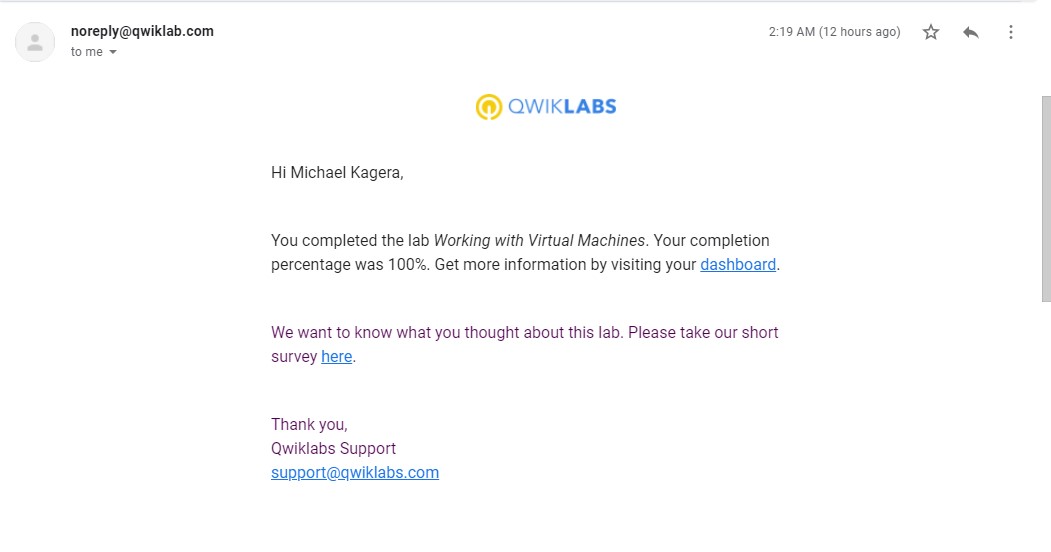 noreply@qwiklab.com
2:19 AM (12 hours ago)
to me
QWIKLABS
Hi Michael Kagera,
You completed the lab Working with Virtual Machines. Your completion
percentage was 100%. Get more information by visiting your dashboard.
We want to know what you thought about this lab. Please take our short
survey here.
Thank you,
Qwiklabs Support
support@qwiklabs.com